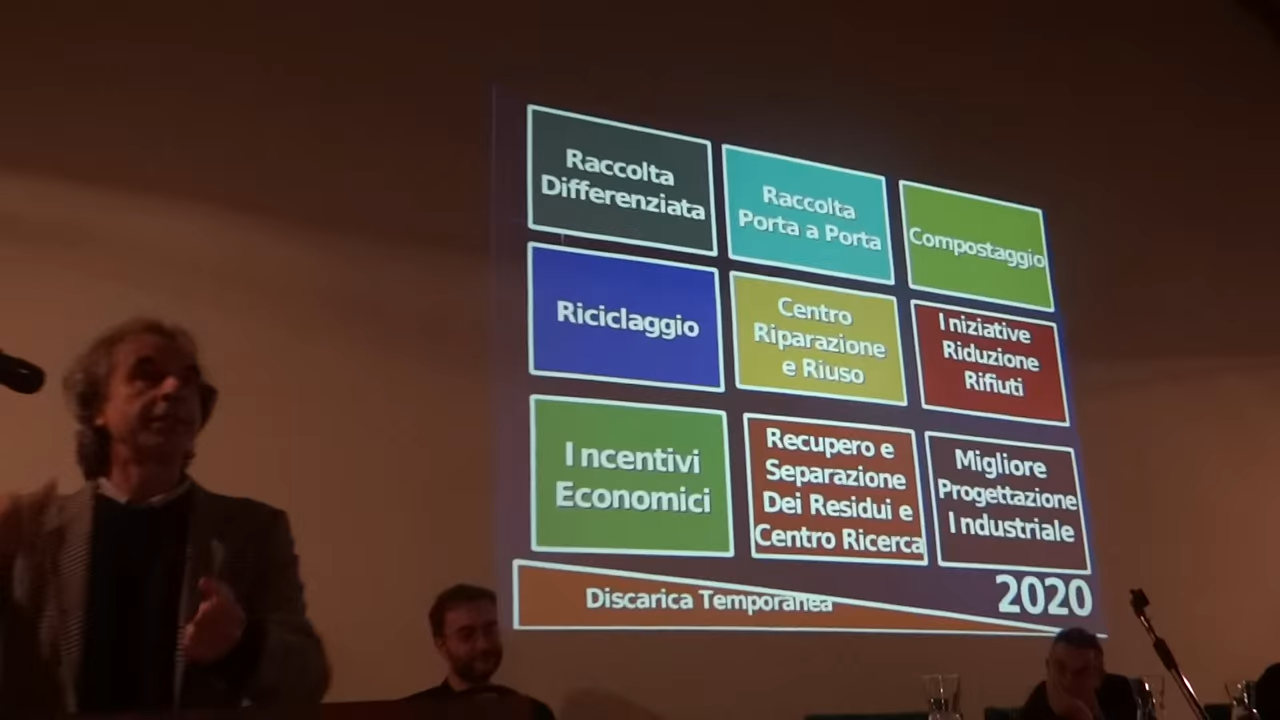 Raccolta
Differenziata
Raccolta
Porta a Porta
Compostaggio
Riciclaggio
Centro
Riparazione
e Riuso
Iniziative
Riduzione
Rifiuti
Incentivi
Economici
Recupero e
Separazione
Dei Residui e
Centro Ricerca
Migliore
Progettazione
Industriale
Discarica Temporanea
2020